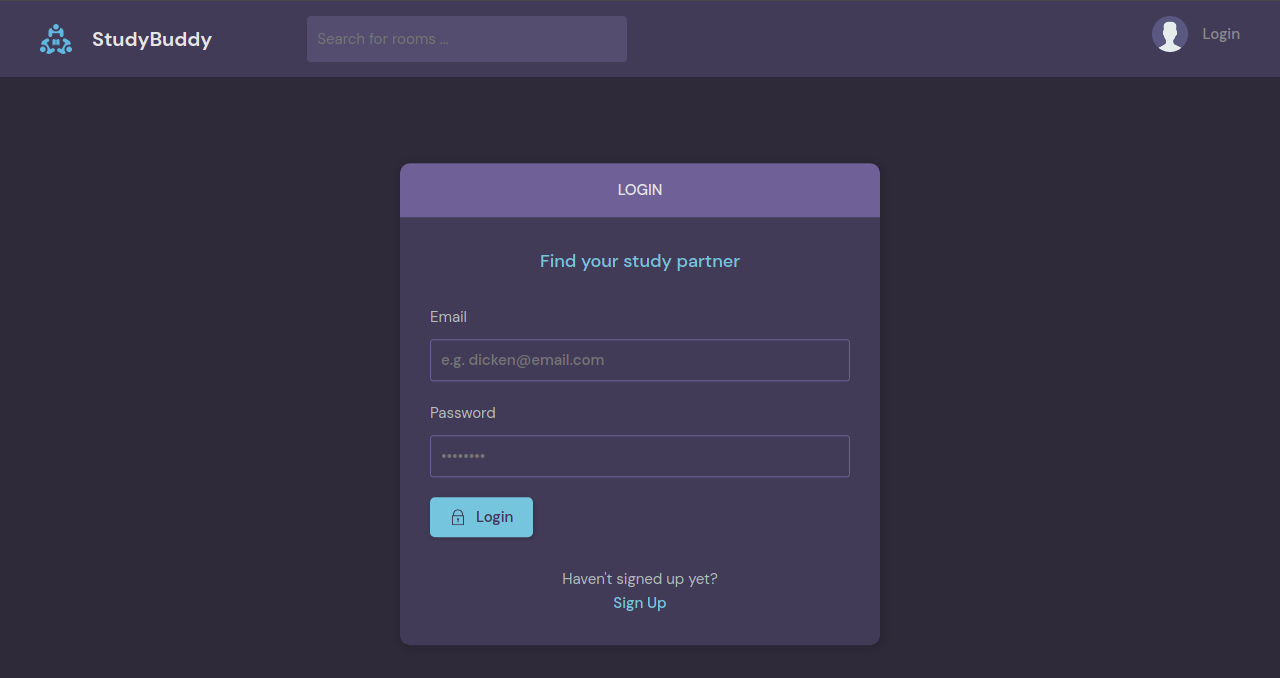 StudyBuddy
Search for rooms ...
Login
LOGIN
Find your study partner
Email
e.g. dicken@email.com
Password
••••••••
Login
Haven't signed up yet?
Sign Up